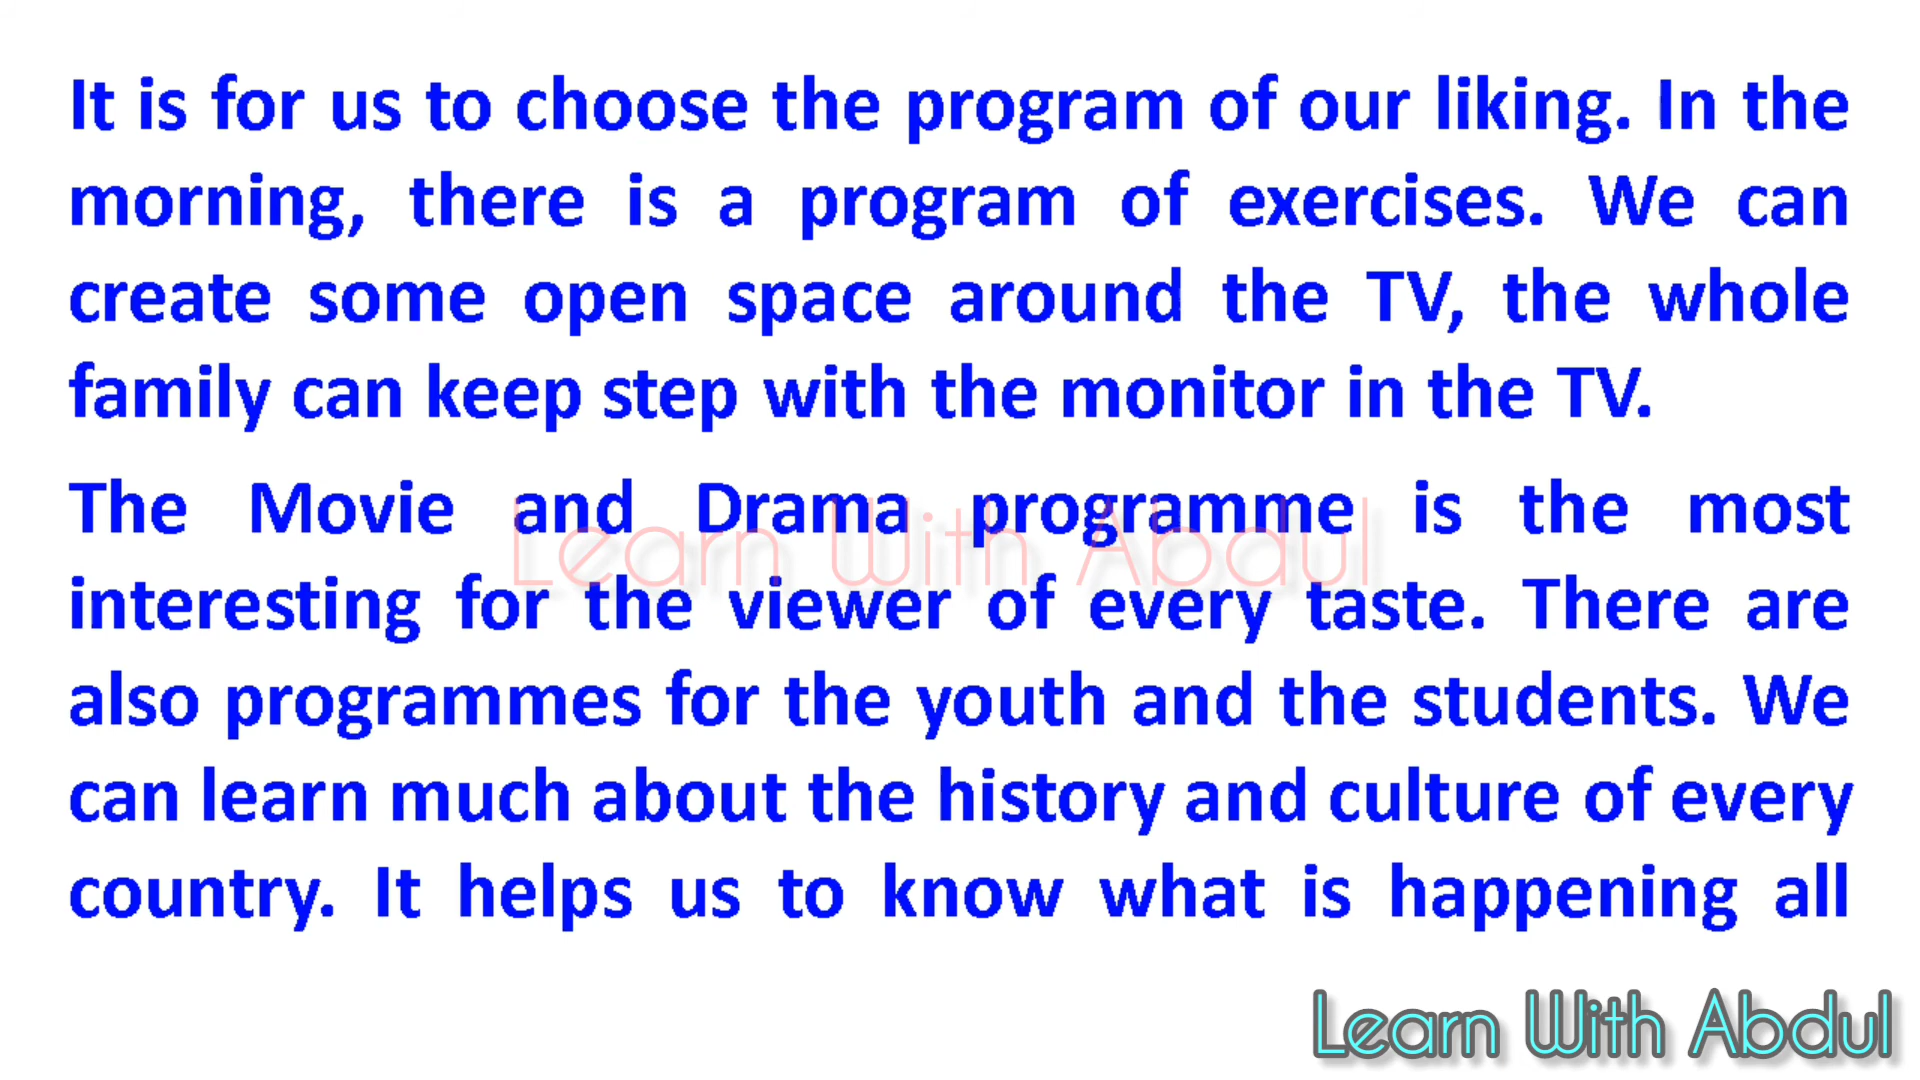 It is for us to choose the program of our liking. In the
morning, there is a program of exercises. We can
create some open space around the TV, the whole
family can keep step with the monitor in the TV.
The Movie and Drama programme is the most
Learn With Abdul
interesting for the viewer of every taste. There are
also programmes for the youth and the students. We
can learn much about the history and culture of every
country. It helps us to know what is happening all
Learn With Abdul